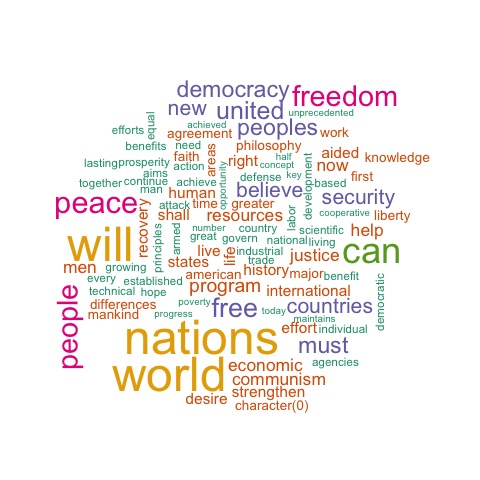 democracy
freedom
new
united
unprecedented
achieved
equal
efforts
agreement
peoples
work
benefits
need
areas
philosophy
faith
right
half
aided
knowledge
lasting
prosperity
action
concept
now
aims
opportunity
defense
key
development
first
together
continue
man
achieve
human
believe
based
security
peace
recovery
attack
time
greater
labor
shall
resources
cooperative
liberty
principles
armed
number
country
scientific
help
will
great
govern
national
living
can
live
life
industrial
justice
states
trade
men
growing
american
history
major
benefit
every
established
program
international
democratic
technical
hope
people
differences
poverty
free
today
countries
mankind
progress
maintains
nations
effort
individual
must
world
economic
agencies
communism
strengthen
desire
character(0)